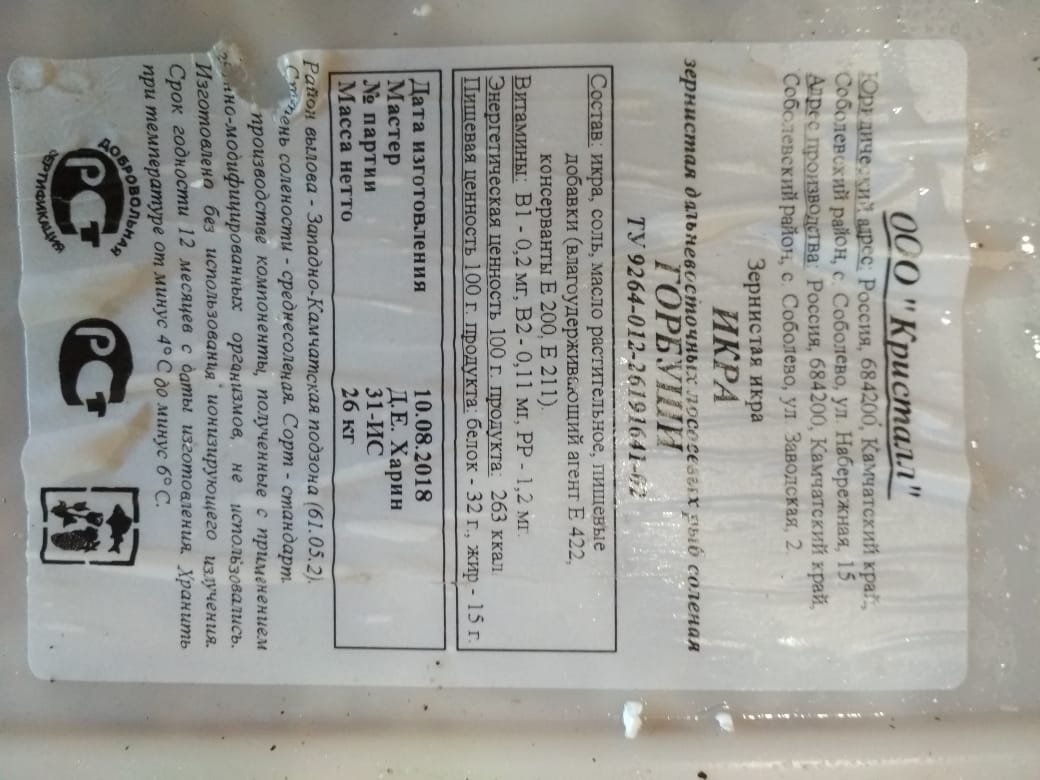 ООО "Кристалл"
Юридический адрес: Россия, 684200, Камчатский край,
Соболевский район, с. Соболево, ул. Набережная, 15
Адрес производства: Россия, 684200, Камчатский край,
Соболевский район, с. Соболево, ул. Заводская, 2.
Зернистая икра
ИКРА
зернистая дальневосточных лососевых рыб соленая
ГОРБУШИ
ТУ 9264-012-26191641-02
Состав: икра, соль, масло растительное, пищевые
добавки (влагоудерживающий агент Е 422,
консерванты Е 200, Е 211).
Витамины: В1 - 0,2 мг, В2 - 0,11 мг, РР - 1,2 мг.
Энергетическая ценность 100 г. продукта: 263 ккал.
Пищевая ценность 100 г. продукта: белок - 32 г., жир - 15 г.
Дата изготовления 10.08.2018
Мастер Д.Е. Харин
№ партии 31-ИС
Масса нетто 26 кг
Район вылова - Западно-Камчатская подзона (61.05.2).
Степень солености - среднесоленая. Сорт - стандарт.
производстве компоненты, полученные с применением
генно-модифицированных организмов, не использовались.
Изготовлено без использования ионизирующего излучения.
Срок годности 12 месяцев с даты изготовления. Хранить
при температуре от минус 4°С до минус 6°С.
ДОБРОВОЛЬНАЯ
РСТ
СЕРТИФИКАЦИЯ
РСТ